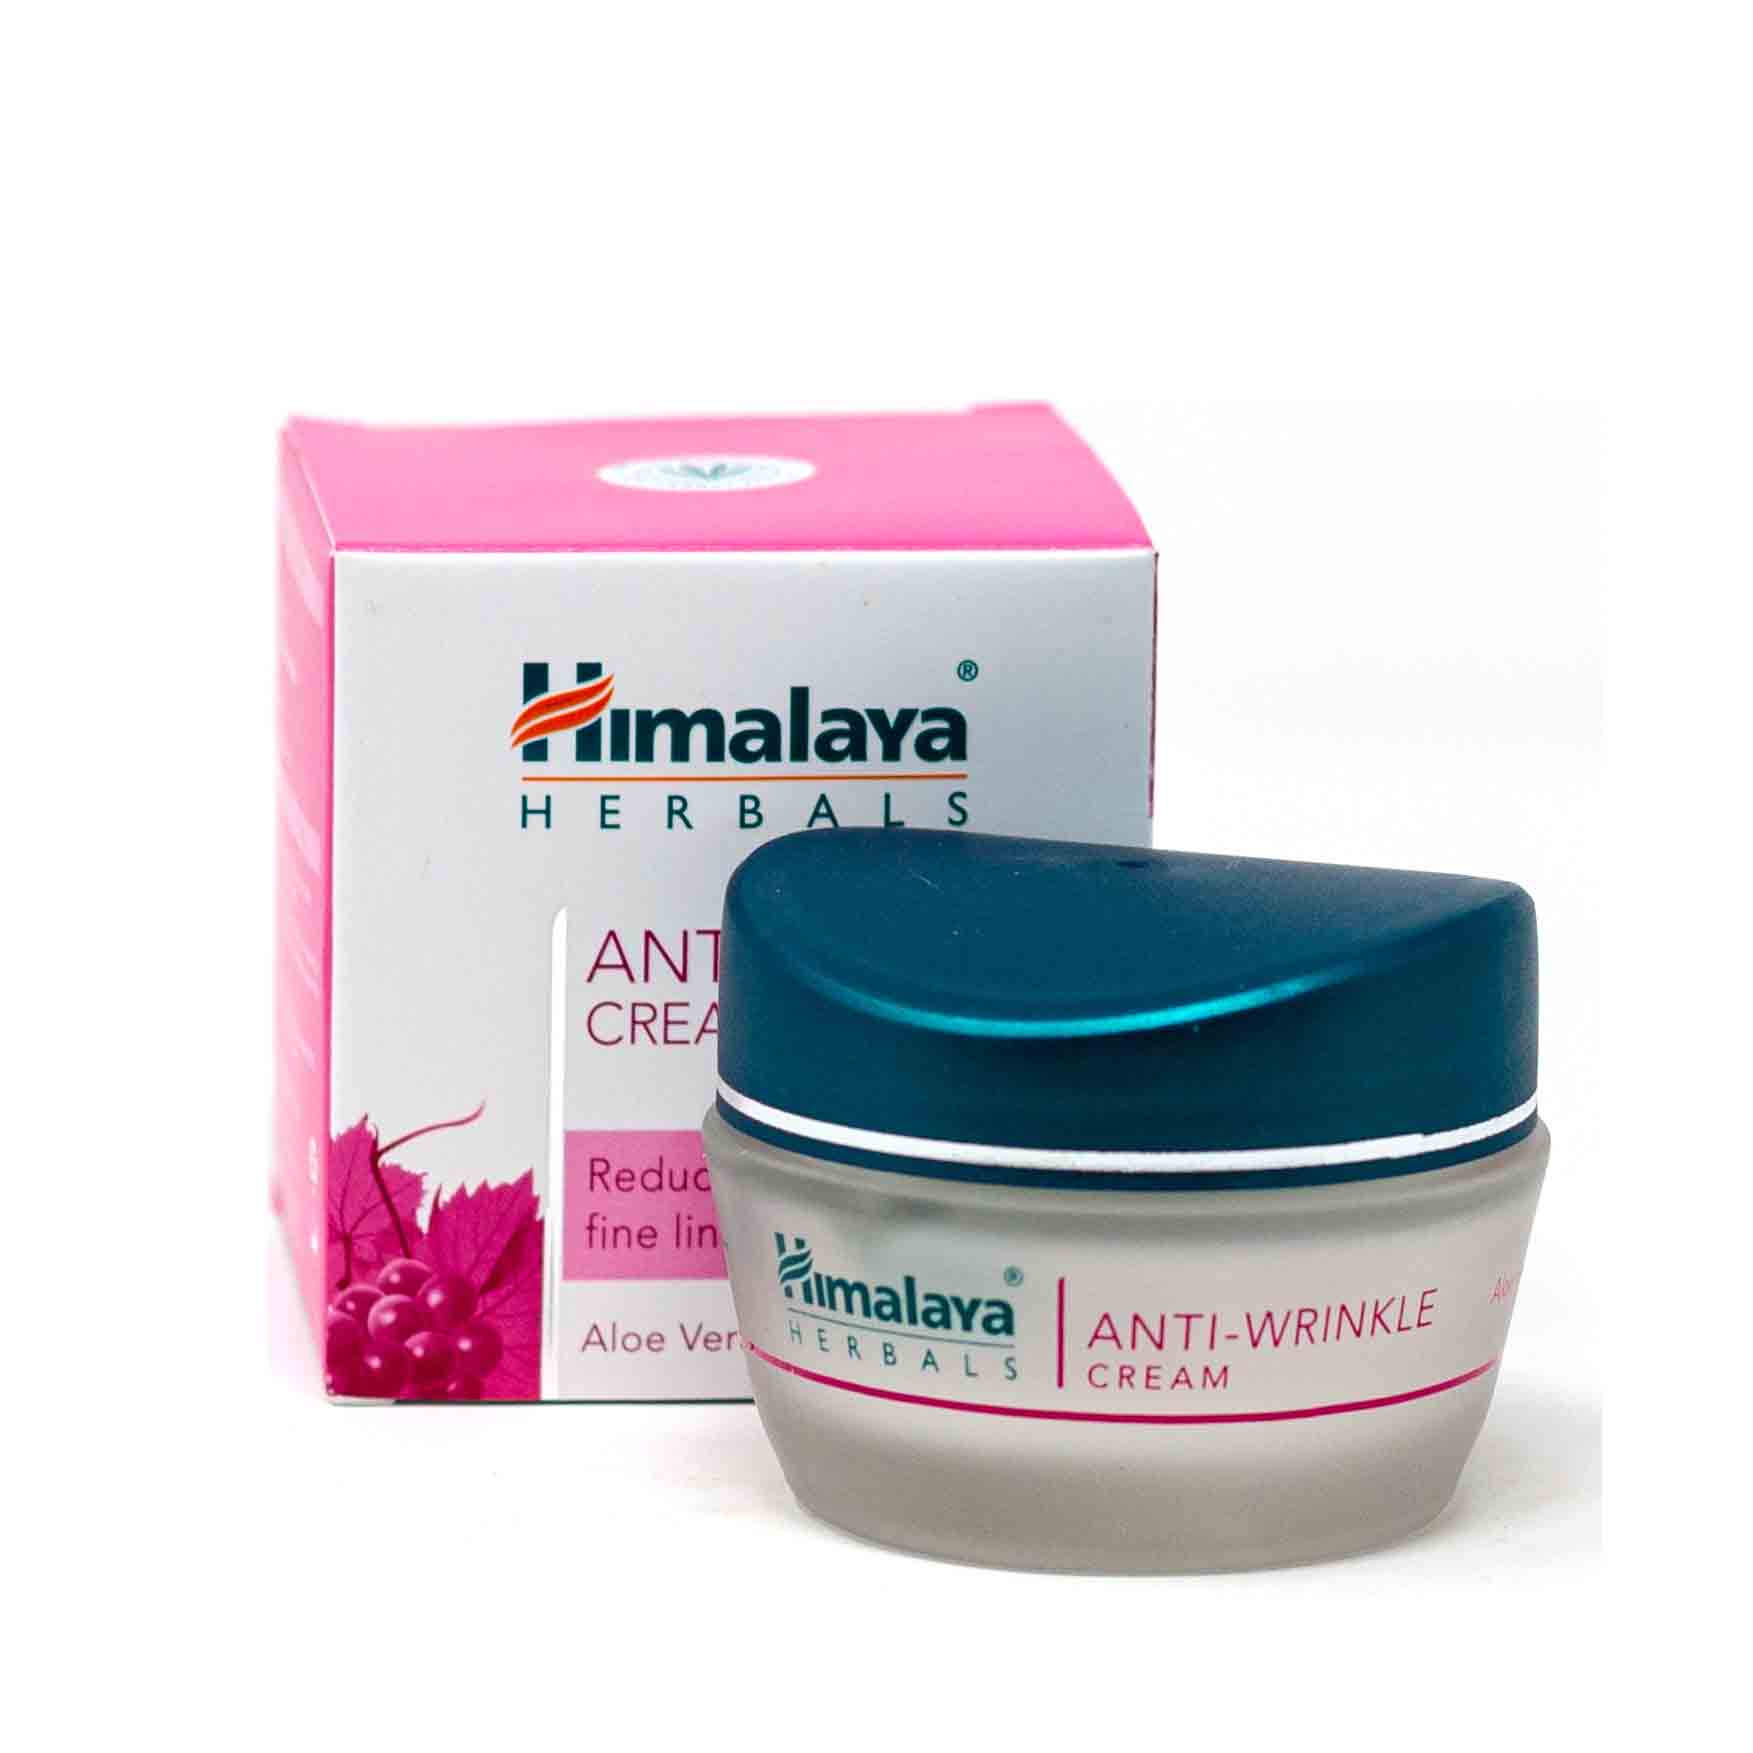 Himalaya®
HERBALS
ANT
CREA
Reduc
fine lin
Aloe Ver
Himalaya®
HERBALS
ANTI-WRINKLE
CREAM